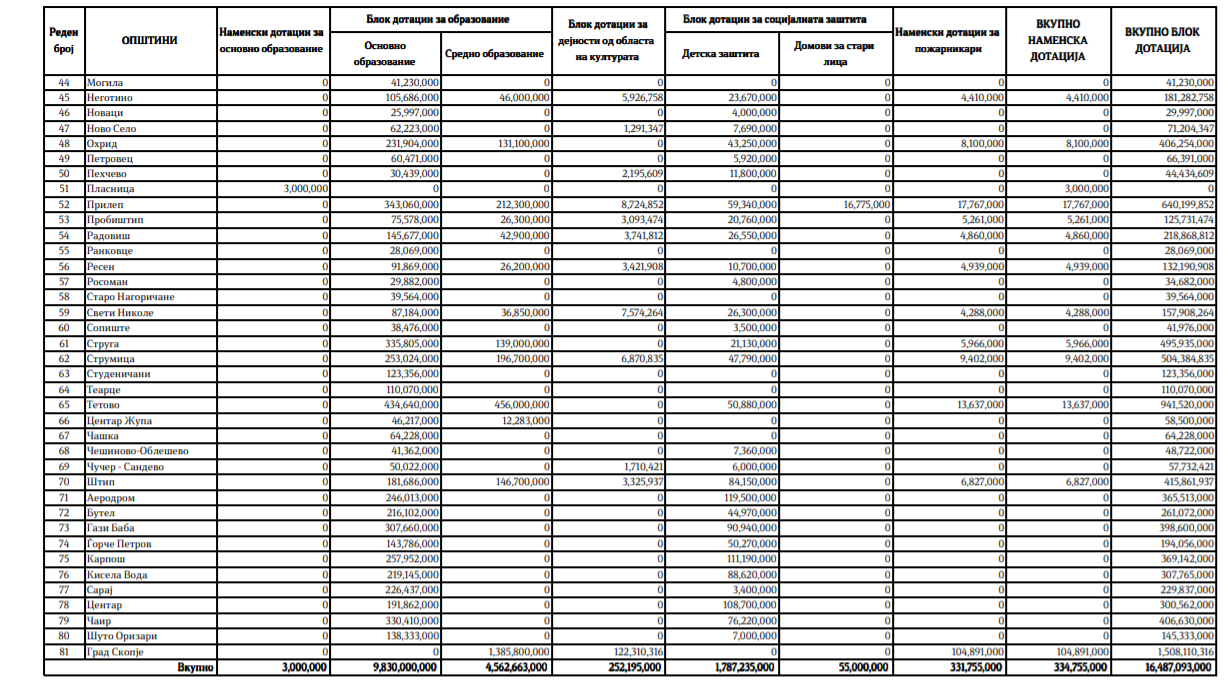 Реден број ОПШТИНИ Наменски дотации за основно образование Блок дотации за образование Блок дотации за дејности од областа на културата Блок дотации за социјалната заштита Наменски дотации за пожарникари ВКУПНО НАМЕНСКА ДОТАЦИЈА ВКУПНО БЛОК ДОТАЦИЈА
Основно образование Средно образование Детска заштита Домови за стари лица
44 Могила 0 41,230,000 0 0 0 0 0 0 41,230,000
45 Неготино 0 105,686,000 46,000,000 5,926,758 23,670,000 0 4,410,000 4,410,000 181,282,758
46 Новаци 0 25,997,000 0 0 4,000,000 0 0 0 29,997,000
47 Ново Село 0 62,223,000 0 1,291,347 7,690,000 0 0 0 71,204,347
48 Охрид 0 231,904,000 131,100,000 0 43,250,000 0 8,100,000 8,100,000 406,254,000
49 Петровец 0 60,471,000 0 0 5,920,000 0 0 0 66,391,000
50 Пехчево 0 30,439,000 0 2,195,609 11,800,000 0 0 0 44,434,609
51 Пласница 3,000,000 0 0 0 0 0 0 3,000,000 0
52 Прилеп 0 343,060,000 212,300,000 8,724,852 59,340,000 16,775,000 17,767,000 17,767,000 640,199,852
53 Пробиштип 0 75,578,000 26,300,000 3,093,474 20,760,000 0 5,261,000 5,261,000 125,731,474
54 Радовиш 0 145,677,000 42,900,000 3,741,812 26,550,000 0 4,860,000 4,860,000 218,868,812
55 Ранковце 0 28,069,000 0 0 0 0 0 0 28,069,000
56 Ресен 0 91,869,000 26,200,000 3,421,908 10,700,000 0 4,939,000 4,939,000 132,190,908
57 Росоман 0 29,882,000 0 0 4,800,000 0 0 0 34,682,000
58 Старо Нагоричане 0 39,564,000 0 0 0 0 0 0 39,564,000
59 Свети Николе 0 87,184,000 36,850,000 7,574,264 26,300,000 0 4,288,000 4,288,000 157,908,264
60 Сопиште 0 38,476,000 0 0 3,500,000 0 0 0 41,976,000
61 Струга 0 335,805,000 139,000,000 0 21,130,000 0 5,966,000 5,966,000 495,935,000
62 Струмица 0 253,024,000 196,700,000 6,870,835 47,790,000 0 9,402,000 9,402,000 504,384,835
63 Студеничани 0 123,356,000 0 0 0 0 0 0 123,356,000
64 Теарце 0 110,070,000 0 0 0 0 0 0 110,070,000
65 Тетово 0 434,640,000 456,000,000 0 50,880,000 0 13,637,000 13,637,000 941,520,000
66 Центар Жупа 0 46,217,000 12,283,000 0 0 0 0 0 58,500,000
67 Чашка 0 64,228,000 0 0 0 0 0 0 64,228,000
68 Чешиново-Облешево 0 41,362,000 0 0 7,360,000 0 0 0 48,722,000
69 Чучер - Сандево 0 50,022,000 0 1,710,421 6,000,000 0 0 0 57,732,421
70 Штип 0 181,686,000 146,700,000 3,325,937 84,150,000 0 6,827,000 6,827,000 415,861,937
71 Аеродром 0 246,013,000 0 0 119,500,000 0 0 0 365,513,000
72 Бутел 0 216,102,000 0 0 44,970,000 0 0 0 261,072,000
73 Гази Баба 0 307,660,000 0 0 90,940,000 0 0 0 398,600,000
74 Ѓорче Петров 0 143,786,000 0 0 50,270,000 0 0 0 194,056,000
75 Карпош 0 257,952,000 0 0 111,190,000 0 0 0 369,142,000
76 Кисела Вода 0 219,145,000 0 0 88,620,000 0 0 0 307,765,000
77 Сарај 0 226,437,000 0 0 3,400,000 0 0 0 229,837,000
78 Центар 0 191,862,000 0 0 108,700,000 0 0 0 300,562,000
79 Чаир 0 330,410,000 0 0 76,220,000 0 0 0 406,630,000
80 Шуто Оризари 0 138,333,000 0 0 7,000,000 0 0 0 145,333,000
81 Град Скопје 0 1,385,800,000 122,310,316 0 0 104,891,000 104,891,000 1,508,110,316
Вкупно 3,000,000 9,830,000,000 4,562,663,000 252,195,000 1,787,235,000 55,000,000 331,755,000 334,755,000 16,487,093,000